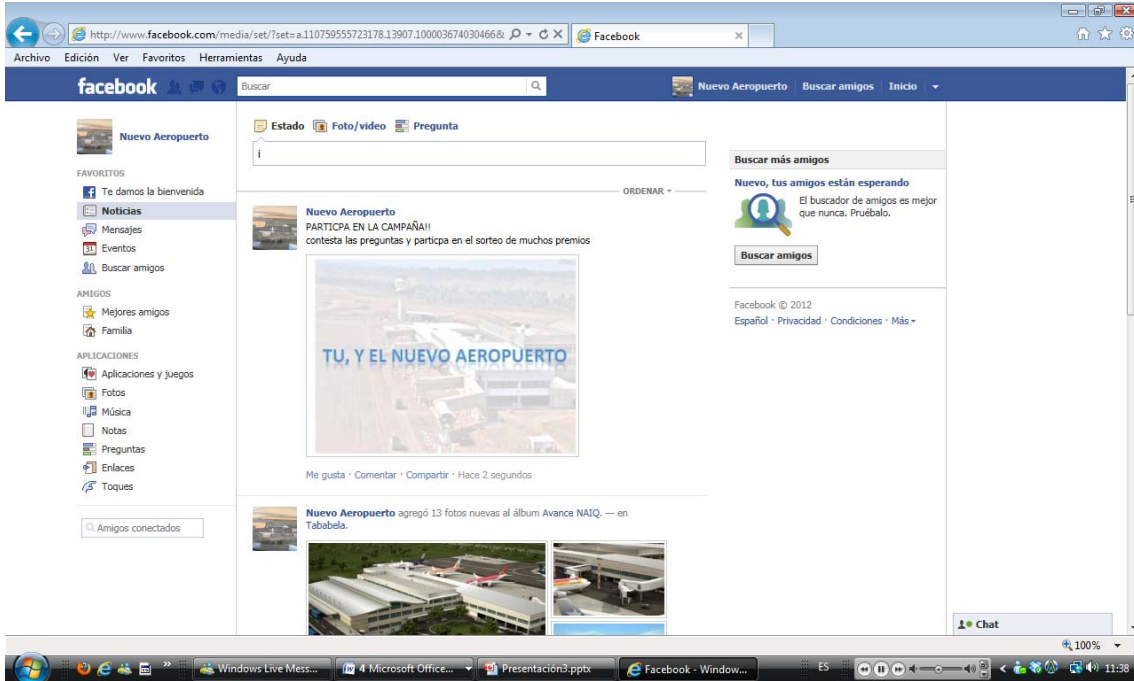 http://www.facebook.com/media/set/?set=a.110759555723178.13907.100003674030466&
Facebook
Archivo Edición Ver Favoritos Herramientas Ayuda
facebook
Buscar
Nuevo Aeropuerto
Buscar amigos
Inicio
Nuevo Aeropuerto
FAVORITOS
Te damos la bienvenida
Noticias
Mensajes
31 Eventos
Buscar amigos
AMIGOS
Mejores amigos
Familia
APLICACIONES
Aplicaciones y juegos
Fotos
Música
Notas
Preguntas
Enlaces
Toques
Amigos conectados
Estado Foto/video Pregunta
i
ORDENAR
Nuevo Aeropuerto
PARTICPA EN LA CAMPAÑA!!
contesta las preguntas y particpa en el sorteo de muchos premios
TU, Y EL NUEVO AEROPUERTO
Me gusta · Comentar · Compartir · Hace 2 segundos
Nuevo Aeropuerto agregó 13 fotos nuevas al álbum Avance NAIQ. — en
Tababela.
Buscar más amigos
Nuevo, tus amigos están esperando
El buscador de amigos es mejor
que nunca. Pruébalo.
Buscar amigos
Facebook © 2012
Español · Privacidad · Condiciones · Más
Chat
100%
Windows Live Mess...
4 Microsoft Office...
Presentación3.pptx
Facebook - Window...
ES
11:38